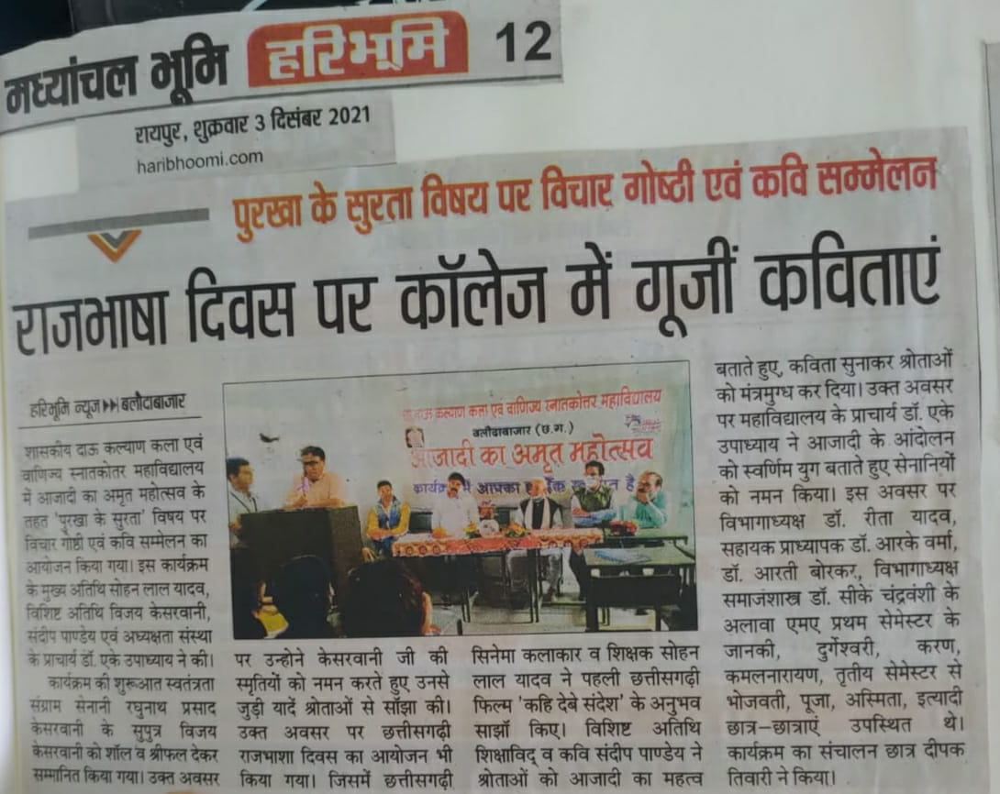 मध्यांचल भूमि हरिभूमि 12
रायपुर, शुक्रवार 3 दिसंबर 2021
haribhoomi.com
पुरखा के सुरता विषय पर विचार गोष्टी एवं कवि सम्मेलन
राजभाषा दिवस पर कॉलेज में गूजीं कविताएं
हरिभूमि न्यूज बलौदाबाजार
शासकीय दाऊ कल्याण कला एवं
वाणिज्य स्नातकोतर महाविद्यालय
में आजादी का अमृत महोत्सव के
तहत 'पुरखा के सुरता' विषय पर
विचार गोष्ठी एवं कवि सम्मेलन का
आयोजन किया गया। इस कार्यक्रम
के मुख्य अतिथि सोहन लाल यादव,
विशिष्ट अतिथि विजय केसरवानी,
संदीप पाण्डेय एवं अध्यक्षता संस्था
के प्राचार्य डॉ. एके उपाध्याय ने की।
कार्यक्रम की शुरूआत स्वतंत्रता
संग्राम सेनानी रघुनाथ प्रसाद
केसरवानी के सुपुत्र विजय
केसरवानी को शॉल व श्रीफल देकर
सम्मानित किया गया। उक्त अवसर
दाऊ कल्याण कला एवं वाणिज्य स्नातकोत्तर महाविद्यालय
बलौदाबाजार (छ.ग.)
आजादी का अमृत महोत्सव
कार्यक्रम में आपका है
पर उन्होने केसरवानी जी की
स्मृतियों को नमन करते हुए उनसे
जुड़ी यादें श्रोताओं से साँझा की।
उक्त अवसर पर छत्तीसगढ़ी
राजभाशा दिवस का आयोजन भी
किया गया। जिसमें छत्तीसगढ़ी
सिनेमा कलाकार व शिक्षक सोहन
लाल यादव ने पहली छत्तीसगढ़ी
फिल्म 'कहि देबे संदेश' के अनुभव
साझाॅ किए। विशिष्ट अतिथि
शिक्षाविद् व कवि संदीप पाण्डेय ने
श्रोताओं को आजादी का महत्व
बताते हुए, कविता सुनाकर श्रोताओं
को मंत्रमुग्ध कर दिया। उक्त अवसर
पर महाविद्यालय के प्राचार्य डॉ. एके
उपाध्याय ने आजादी के आंदोलन
को स्वर्णिम युग बताते हुए सेनानियों
को नमन किया। इस अवसर पर
विभागाध्यक्ष डॉ. रीता यादव,
सहायक प्राध्यापक डॉ. आरके वर्मा,
डॉ. आरती बोरकर, विभागाध्यक्ष
समाजंशास्त्र डॉ. सीके चंद्रवंशी के
अलावा एमए प्रथम सेमेस्टर के
जानकी, दुर्गेश्वरी, करण,
कमलनारायण, तृतीय सेमेस्टर से
भोजवती, पूजा, अस्मिता, इत्यादी
छात्र-छात्राएं उपस्थित थे।
कार्यक्रम का संचालन छात्र दीपक
तिवारी ने किया।